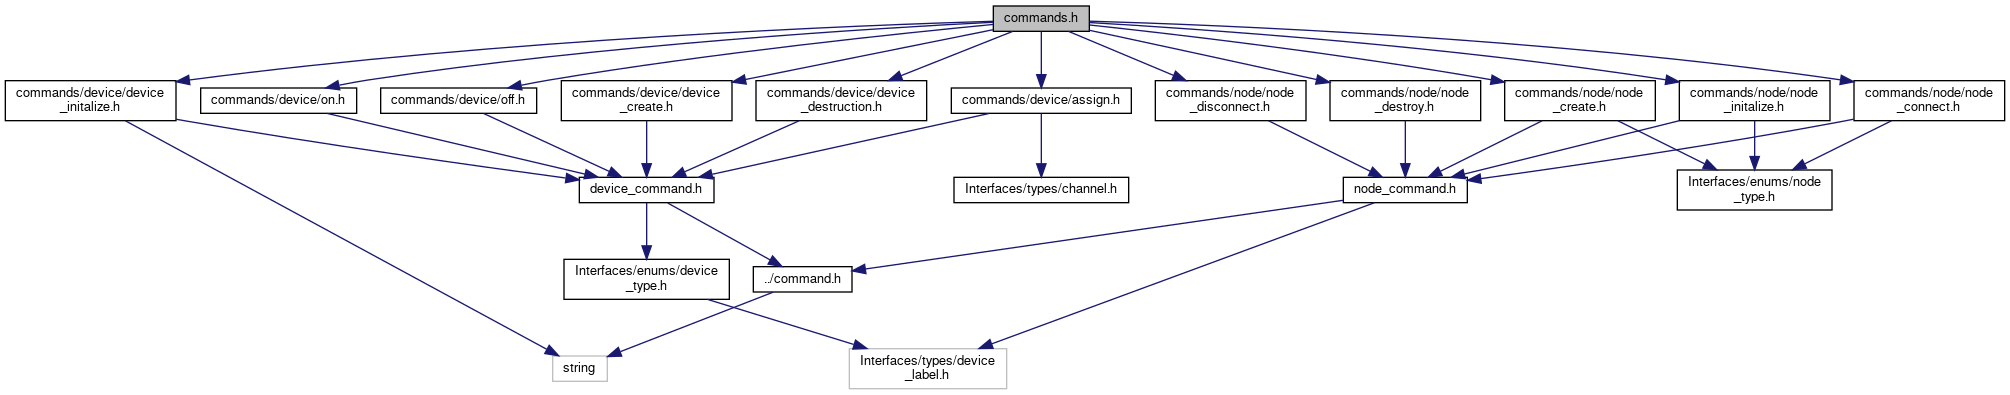 commands.h
commands/device/device
_initalize.h
commands/device/on.h
commands/device/off.h
commands/device/device
_create.h
commands/device/device
_destruction.h
commands/device/assign.h
commands/node/node
_disconnect.h
commands/node/node
_destroy.h
commands/node/node
_create.h
commands/node/node
_initalize.h
commands/node/node
_connect.h
device_command.h
Interfaces/types/channel.h
node_command.h
Interfaces/enums/node
_type.h
Interfaces/enums/device
_type.h
../command.h
string
Interfaces/types/device
_label.h